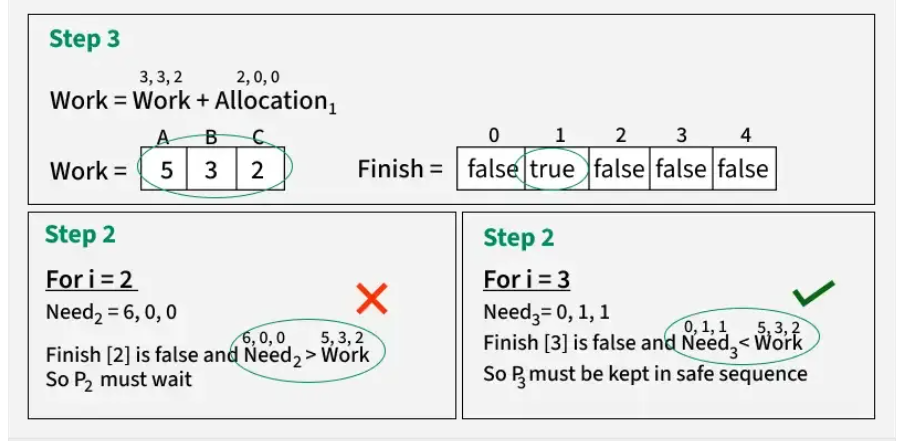 Step 3
3, 3, 2 2, 0, 0
Work = Work + Allocation₁
A B C
0 1 2 3 4
Work = 5 3 2 Finish = false true false false false
Step 2
For i = 2
Need₂ = 6, 0, 0
6, 0, 0 5, 3, 2
Finish [2] is false and Need₂ > Work
So P₂ must wait
Step 2
For i = 3
Need₃= 0, 1, 1
0, 1, 1 5, 3, 2
Finish [3] is false and Need₃< Work
So P₃ must be kept in safe sequence